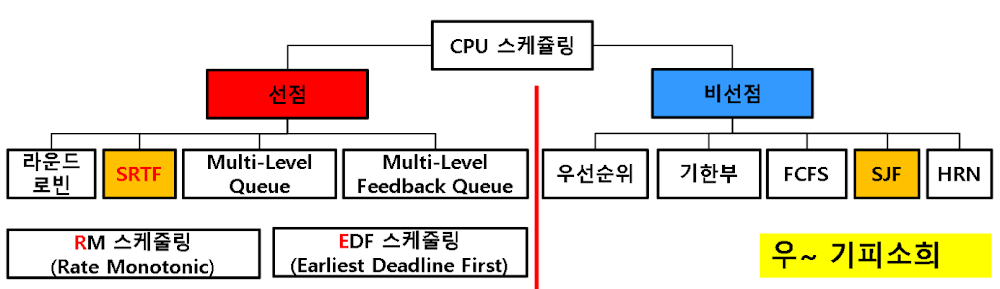 CPU 스케쥴링
선점
비선점
라운드
로빈
SRTF
Multi-Level
Queue
Multi-Level
Feedback Queue
우선순위
기한부
FCFS
SJF
HRN
RM 스케줄링
(Rate Monotonic)
EDF 스케줄링
(Earliest Deadline First)
우~ 기피소희